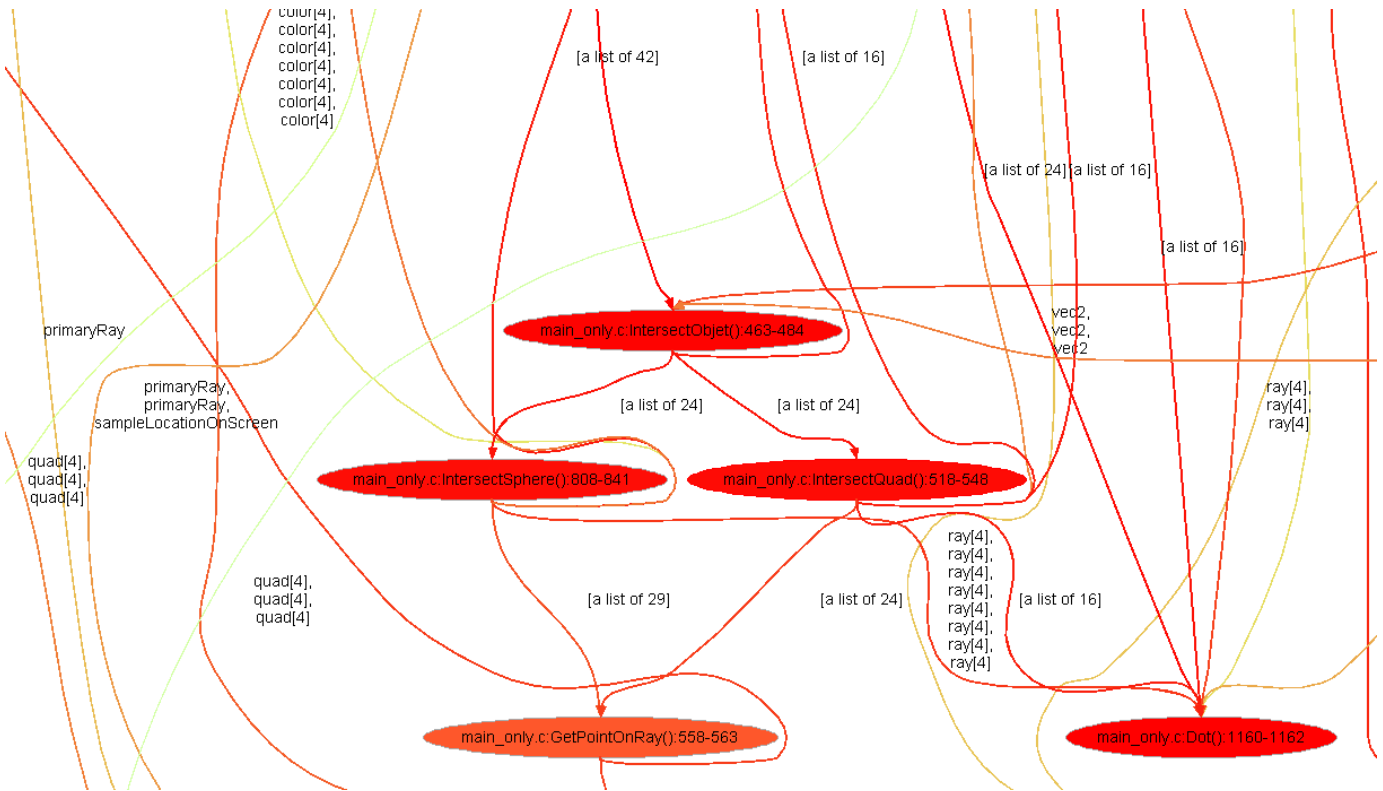 color[4],
color[4],
color[4],
color[4],
color[4],
color[4],
color[4]
[a list of 42]
[a list of 16]
[a list of 24]
[a list of 16]
[a list of 16]
primaryRay
main_only.c:IntersectObjet():463-484
vec2,
vec2,
vec2
primaryRay,
primaryRay,
sampleLocationOnScreen
[a list of 24]
[a list of 24]
ray[4],
ray[4],
ray[4]
quad[4],
quad[4],
quad[4]
main_only.c:IntersectSphere():808-841
main_only.c:IntersectQuad():518-548
quad[4],
quad[4],
quad[4]
[a list of 29]
[a list of 24]
ray[4],
ray[4],
ray[4],
ray[4],
ray[4],
ray[4],
ray[4],
ray[4]
[a list of 16]
main_only.c:GetPointOnRay():558-563
main_only.c:Dot():1160-1162